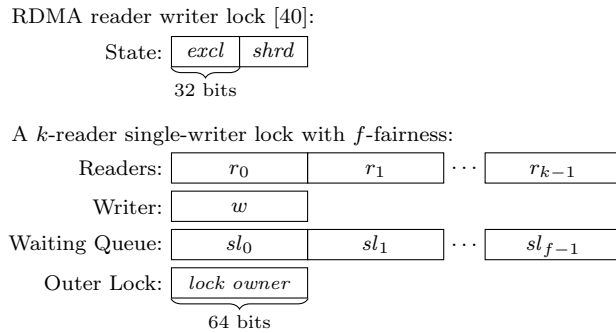 RDMA reader writer lock [40]:
State: excl shrd
32 bits
A k-reader single-writer lock with f-fairness:
Readers: r₀ r₁ ⋯ rₖ₋₁
Writer: w
Waiting Queue: sl₀ sl₁ ⋯ sl_{f−1}
Outer Lock: lock owner
64 bits